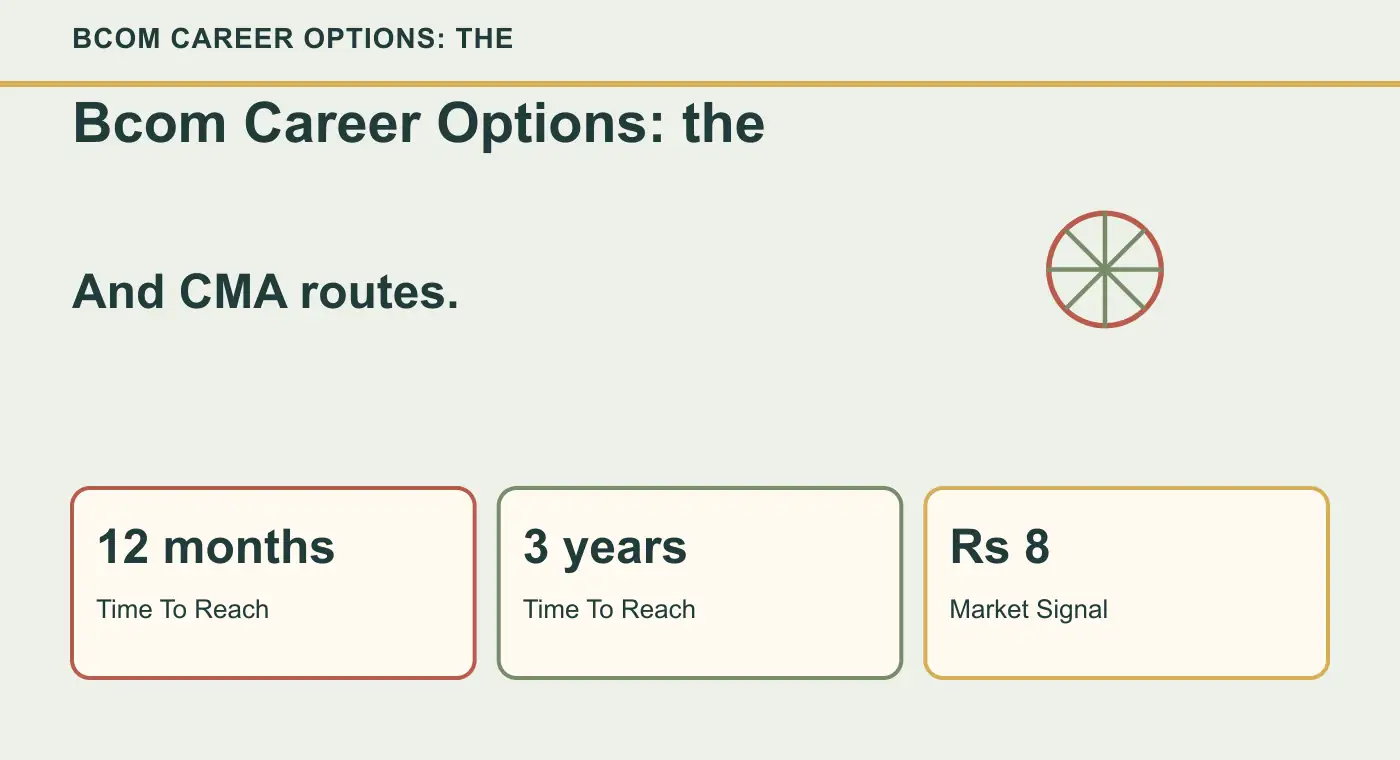 BCOM CAREER OPTIONS: THE
Bcom Career Options: the
And CMA routes.
12 months
Time To Reach
3 years
Time To Reach
Rs 8
Market Signal